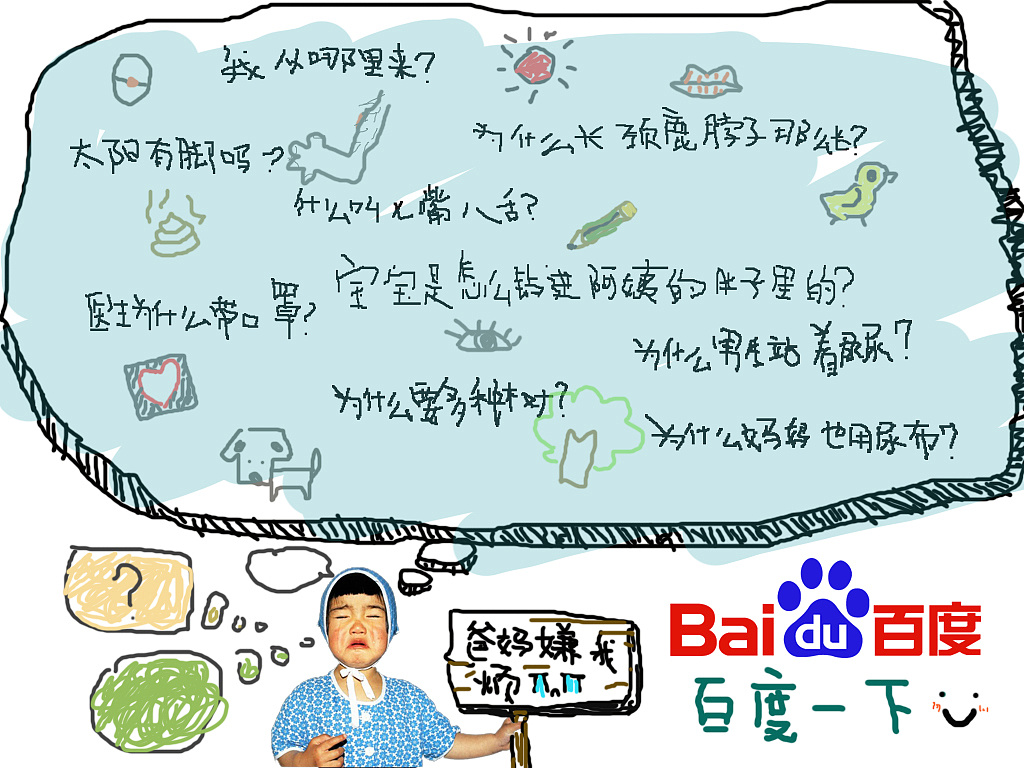 我从哪里来?
为什么长颈鹿脖子那么长?
太阳有脚吗?
什么叫七嘴八舌?
宝宝是怎么钻进阿姨的肚子里的?
医生为什么带口罩?
为什么男生站着尿尿?
为什么要多种树?
为什么妈妈也用尿布?
?
爸妈嫌我
烦
Bai du 百度
百度一下